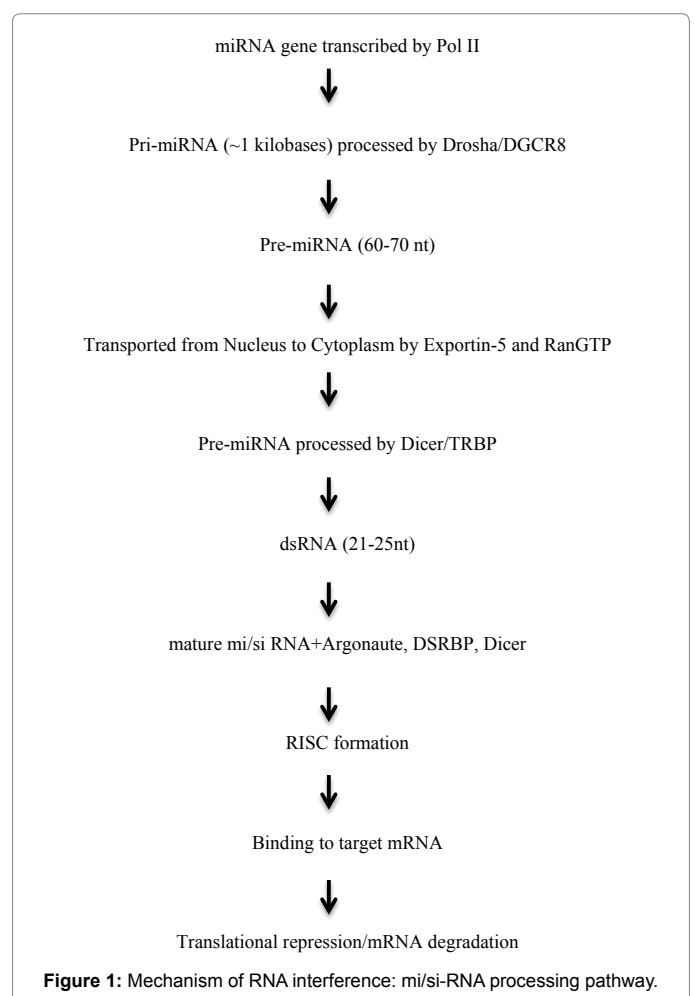 miRNA gene transcribed by Pol II
Pri-miRNA (~1 kilobases) processed by Drosha/DGCR8
Pre-miRNA (60-70 nt)
Transported from Nucleus to Cytoplasm by Exportin-5 and RanGTP
Pre-miRNA processed by Dicer/TRBP
dsRNA (21-25nt)
mature mi/si RNA+Argonaute, DSRBP, Dicer
RISC formation
Binding to target mRNA
Translational repression/mRNA degradation
Figure 1: Mechanism of RNA interference: mi/si-RNA processing pathway.